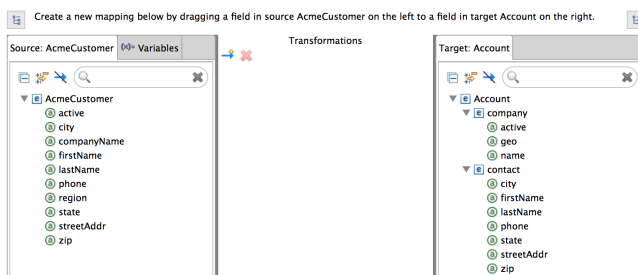 Create a new mapping below by dragging a field in source AcmeCustomer on the left to a field in target Account on the right.
Source: AcmeCustomer
(x)= Variables
AcmeCustomer
active
city
companyName
firstName
lastName
phone
region
state
streetAddr
zip
Transformations
Target: Account
Account
company
active
geo
name
contact
city
firstName
lastName
phone
state
streetAddr
zip